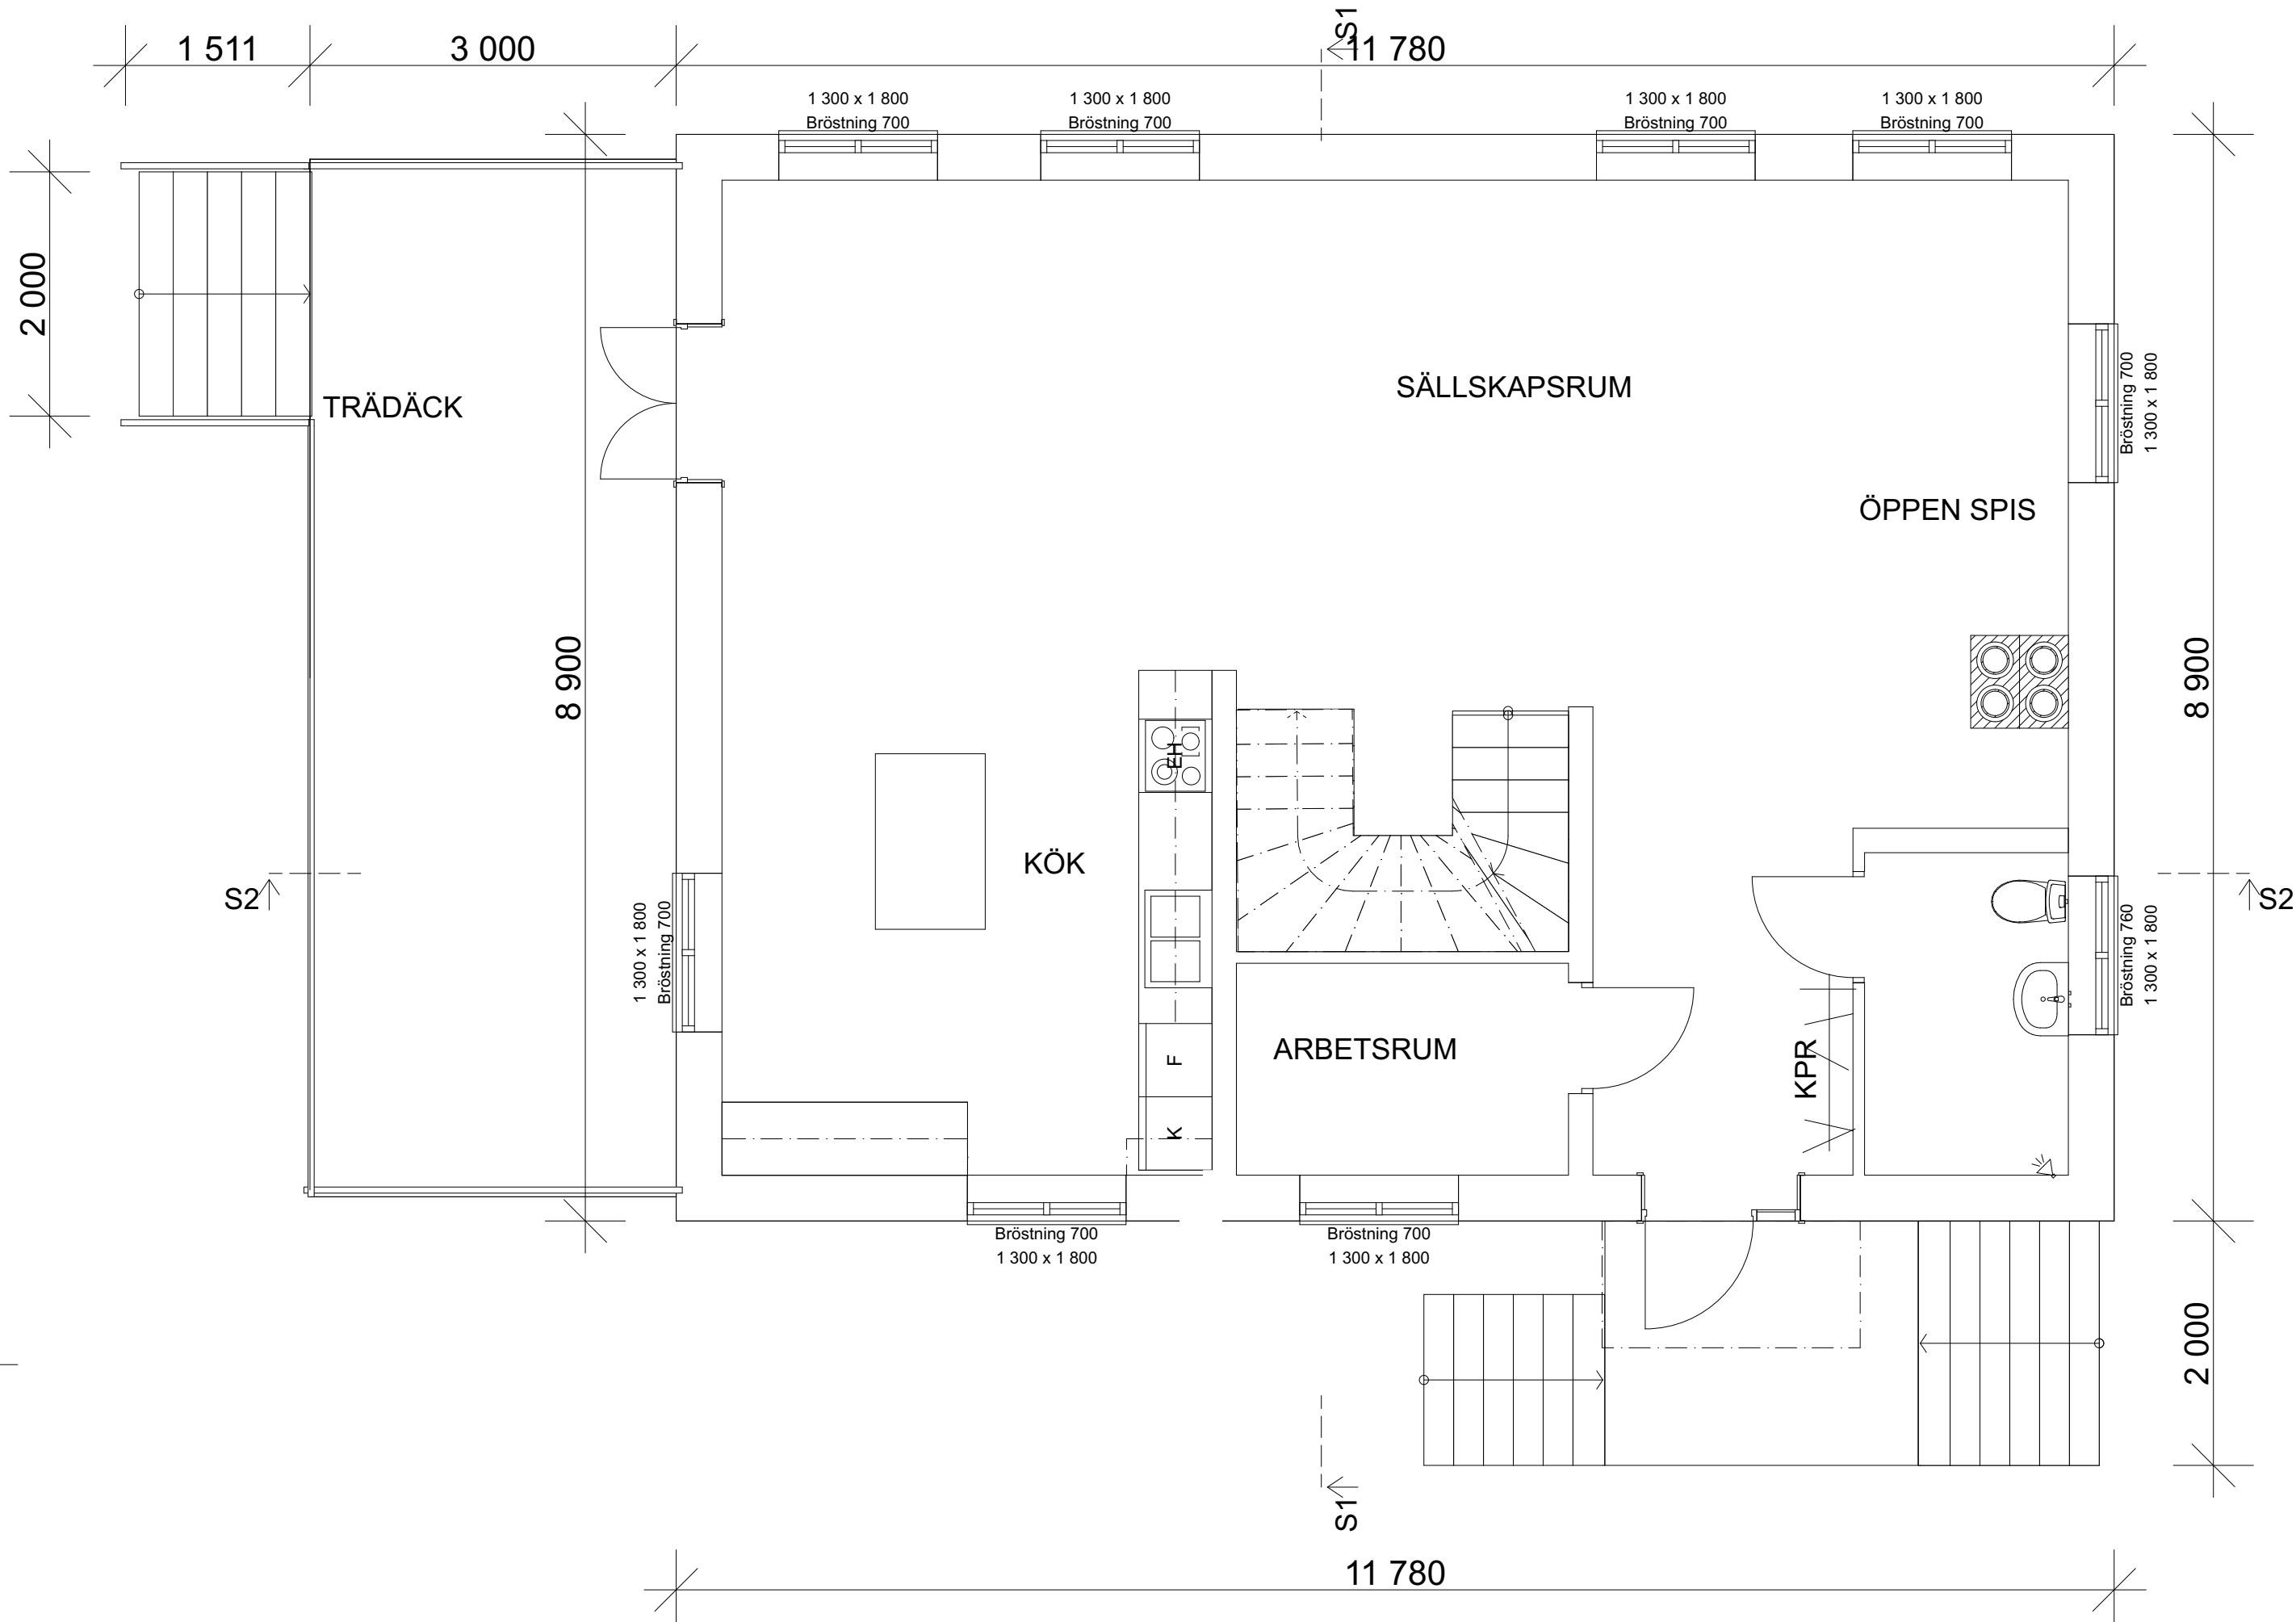 1 511
3 000
S1
11 780
1 300 x 1 800
Bröstning 700
1 300 x 1 800
Bröstning 700
1 300 x 1 800
Bröstning 700
1 300 x 1 800
Bröstning 700
2 000
TRÄDÄCK
SÄLLSKAPSRUM
Bröstning 700
1 300 x 1 800
ÖPPEN SPIS
8 900
8 900
EH
KÖK
S2
S2
1 300 x 1 800
Bröstning 700
Bröstning 760
1 300 x 1 800
ARBETSRUM
F
KPR
K
Bröstning 700
1 300 x 1 800
Bröstning 700
1 300 x 1 800
2 000
S1
11 780